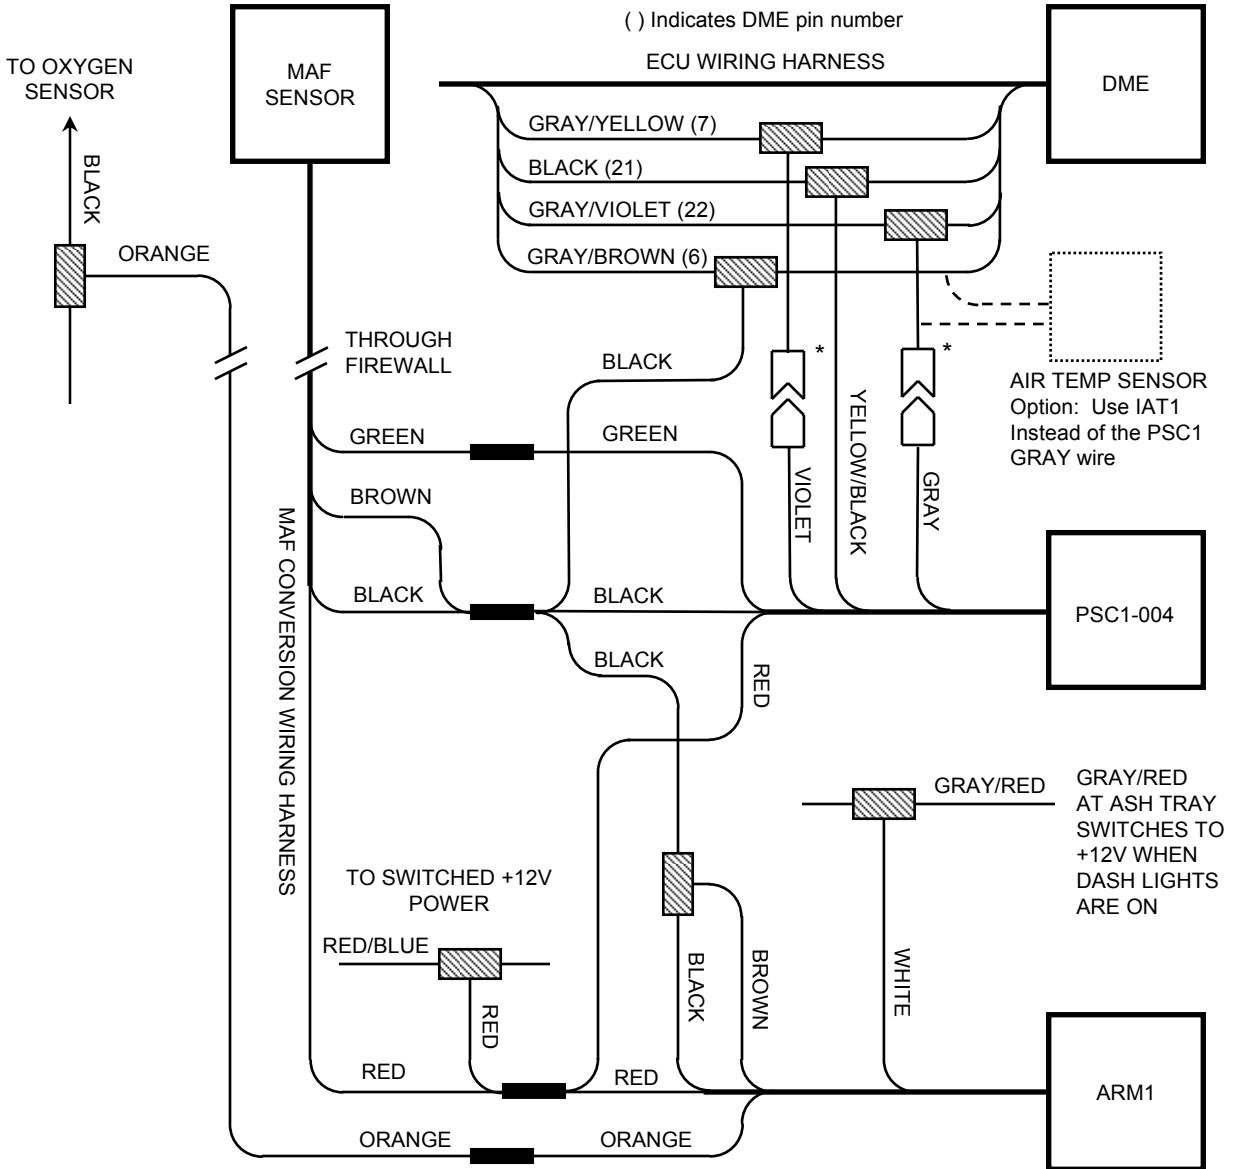 ( ) Indicates DME pin number
TO OXYGEN
SENSOR
MAF
SENSOR
ECU WIRING HARNESS
DME
GRAY/YELLOW (7)
BLACK (21)
GRAY/VIOLET (22)
GRAY/BROWN (6)
BLACK
ORANGE
THROUGH
FIREWALL
BLACK
*
*
AIR TEMP SENSOR
Option: Use IAT1
Instead of the PSC1
GRAY wire
GREEN
GREEN
BROWN
VIOLET
YELLOW/BLACK
GRAY
MAF CONVERSION WIRING HARNESS
BLACK
BLACK
PSC1-004
BLACK
RED
GRAY/RED
GRAY/RED
AT ASH TRAY
SWITCHES TO
+12V WHEN
DASH LIGHTS
ARE ON
TO SWITCHED +12V
POWER
RED/BLUE
RED
BLACK
BROWN
WHITE
RED
RED
ARM1
ORANGE
ORANGE